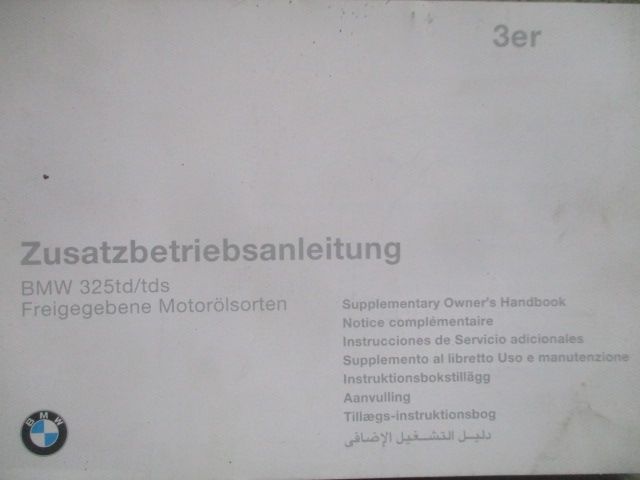 3er
Zusatzbetriebsanleitung
BMW 325td/tds
Freigegebene Motorölsorten
Supplementary Owner's Handbook
Notice complémentaire
Instrucciones de Servicio adicionales
Supplemento al libretto Uso e manutenzione
Instruktionsbokstillägg
Aanvulling
Tillægs-instruktionsbog
دليل التشغيل الإضافى
BMW